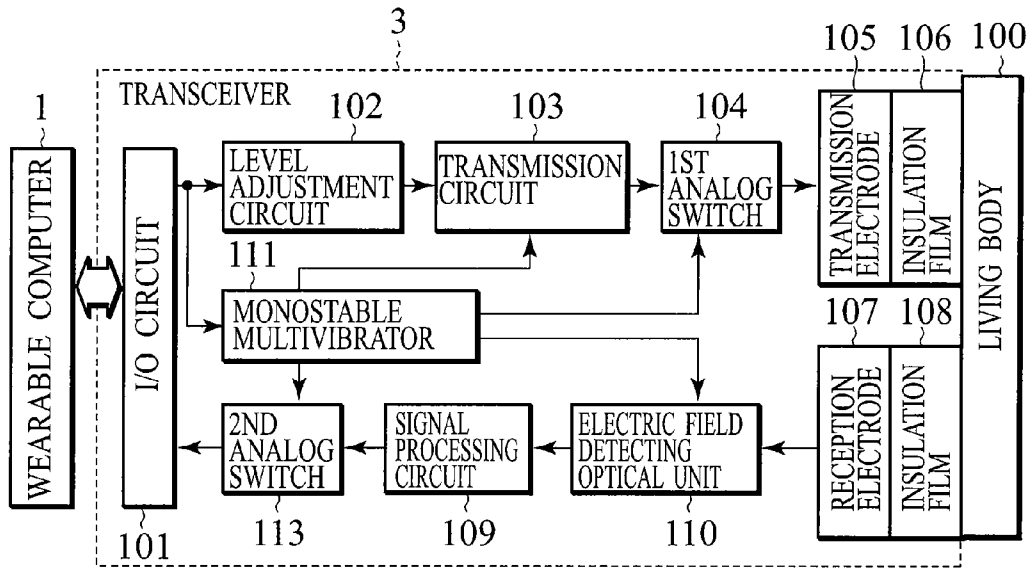 3
105
106
100
TRANSCEIVER
1
102
103
104
WEARABLE COMPUTER
I/O CIRCUIT
LEVEL
ADJUSTMENT
CIRCUIT
TRANSMISSION
CIRCUIT
1ST
ANALOG
SWITCH
TRANSMISSION
ELECTRODE
INSULATION
FILM
LIVING BODY
111
MONOSTABLE
MULTIVIBRATOR
107
108
2ND
ANALOG
SWITCH
SIGNAL
PROCESSING
CIRCUIT
ELECTRIC FIELD
DETECTING
OPTICAL UNIT
RECEPTION
ELECTRODE
INSULATION
FILM
101
113
109
110